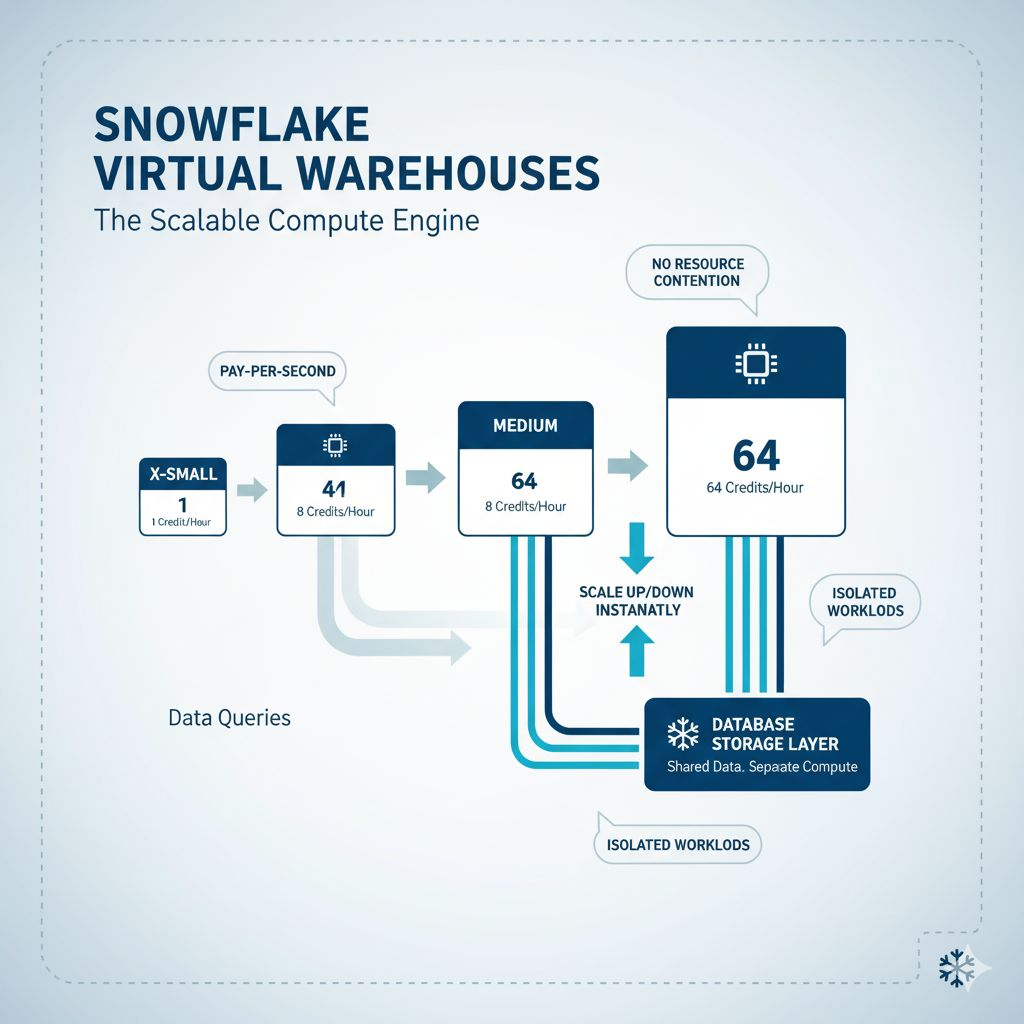 SNOWFLAKE
VIRTUAL WAREHOUSES
The Scalable Compute Engine
NO RESOURCE
CONTENTION
PAY-PER-SECOND
X-SMALL
1
1 Credit/Hour
41
8 Credits/Hour
MEDIUM
64
8 Credits/Hour
64
64 Credits/Hour
SCALE UP/DOWN
INSTANATLY
ISOLATED
WORKLODS
Data Queries
DATABASE
STORAGE LAYER
Shared Data. Sepaate Compute
ISOLATED WORKLODS